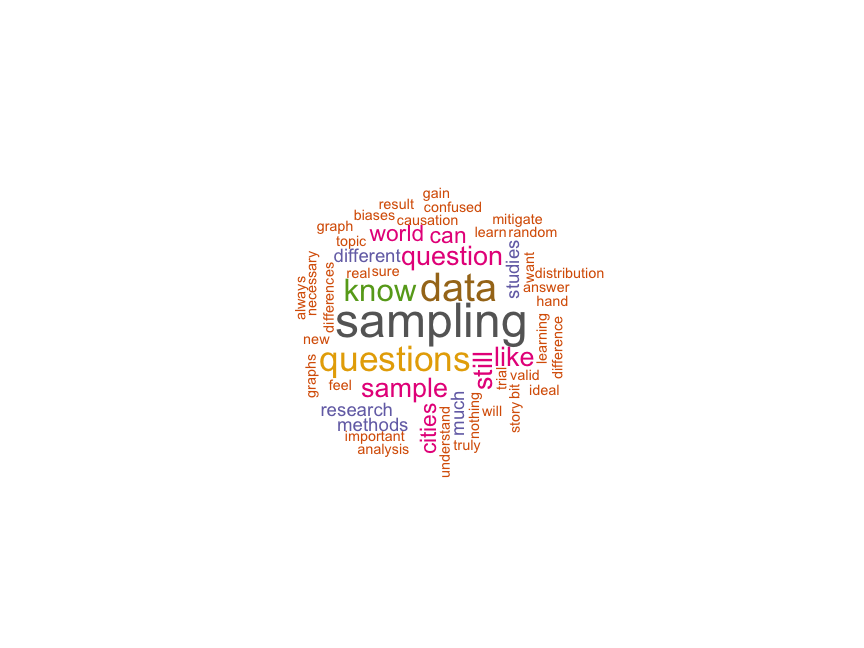 gain
result
confused
biases
causation
mitigate
graph
world
can
learn
random
topic
different
question
studies
want
real
sure
distribution
always
necessary
differences
know
data
answer
hand
sampling
new
questions
still
like
learning
difference
graphs
feel
sample
trial
valid
bit
ideal
research
methods
cities
much
nothing
will
story
important
analysis
understand
truly